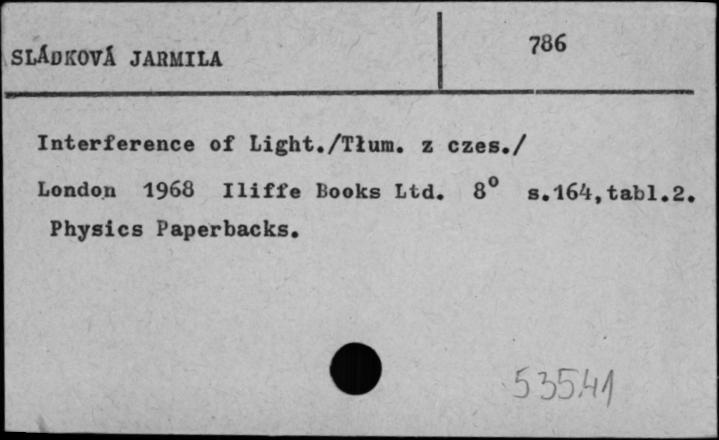 SLÁDKOVÁ JARMILA
786
Interference of Light./Tłum. z czes./
London 1968 Iliffe Books Ltd. 8° s.164,tabl.2.
Physics Paperbacks.
535.41